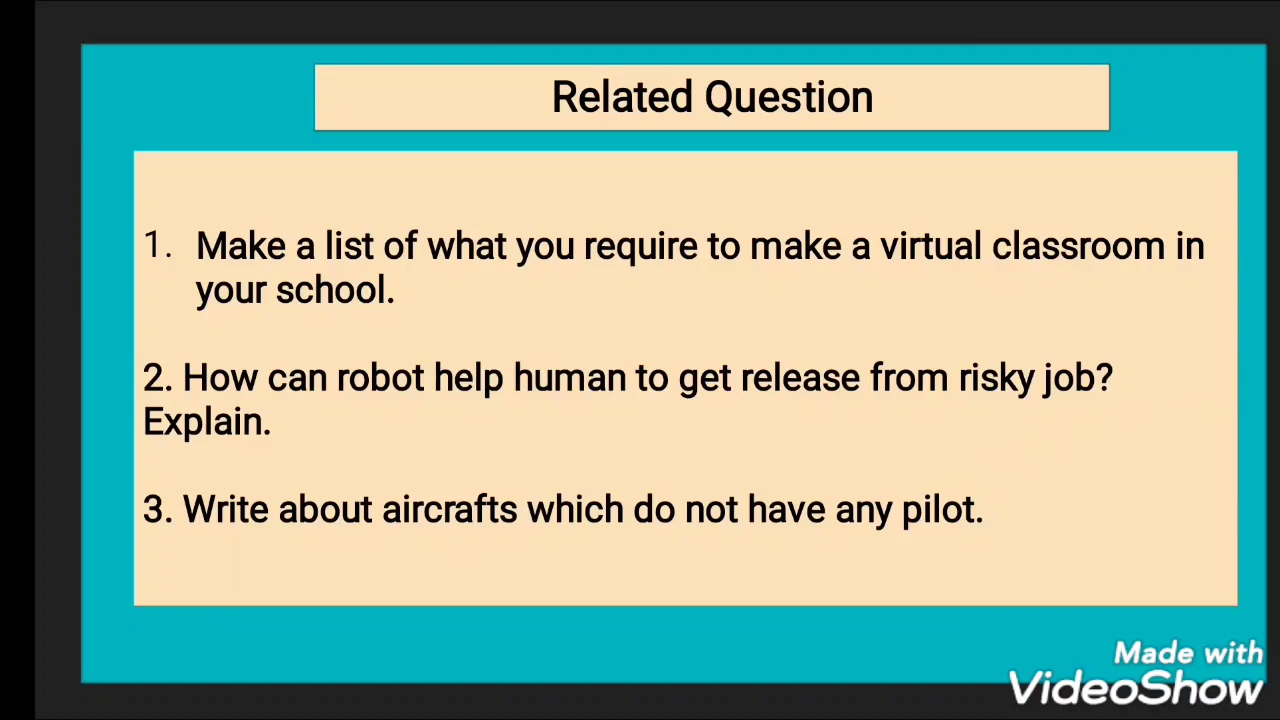 Related Question
1. Make a list of what you require to make a virtual classroom in
your school.
2. How can robot help human to get release from risky job?
Explain.
3. Write about aircrafts which do not have any pilot.
Made with
VideoShow